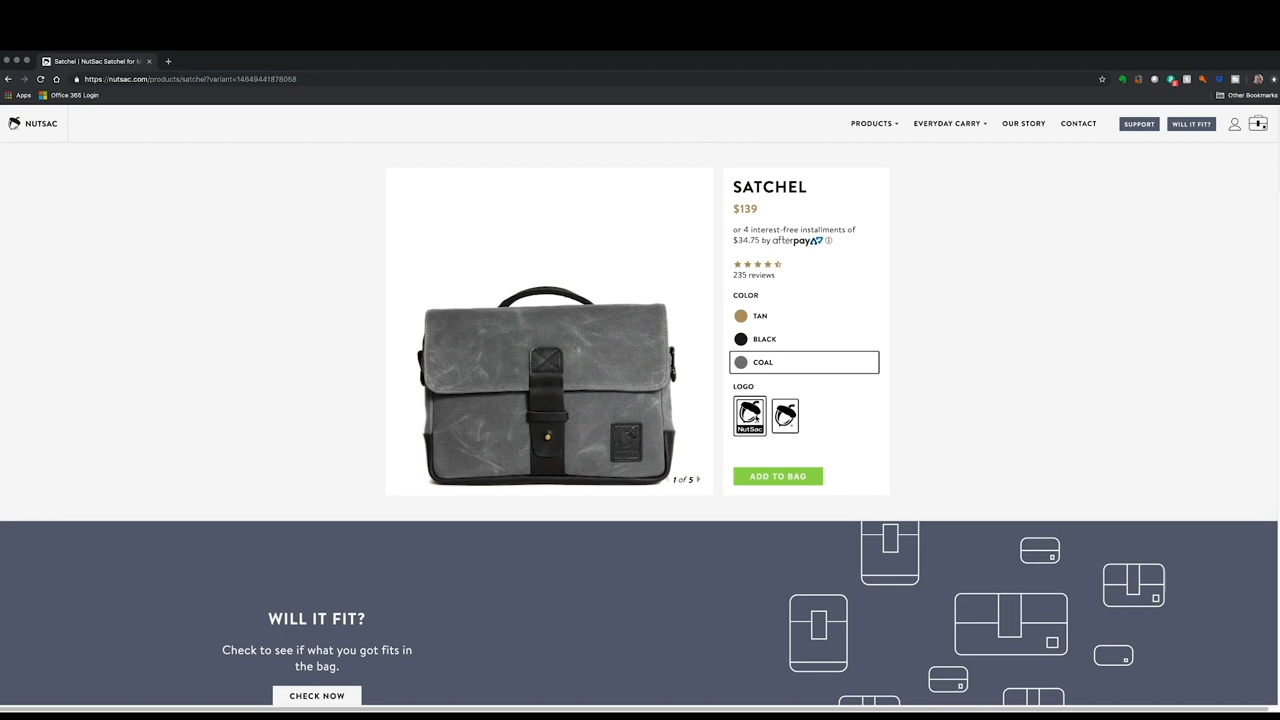 Satchel | NutSac Satchel for M
https://nutsac.com/products/satchel?variant=14649441878058
Apps
Office 365 Login
Other Bookmarks
NUTSAC
PRODUCTS
EVERYDAY CARRY
OUR STORY
CONTACT
SUPPORT
WILL IT FIT?
SATCHEL
$139
or 4 interest-free installments of
$34.75 by afterpay
235 reviews
COLOR
TAN
BLACK
COAL
LOGO
NutSac
ADD TO BAG
1 of 5
WILL IT FIT?
Check to see if what you got fits in
the bag.
CHECK NOW